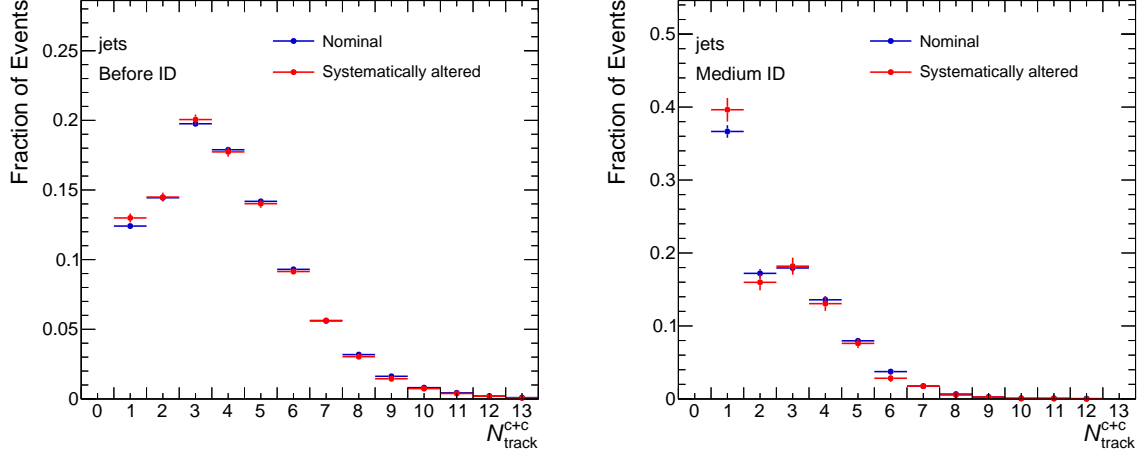 Fraction of Events
jets
Before ID
Nominal
Systematically altered
0.25
0.2
0.15
0.1
0.05
0
0 1 2 3 4 5 6 7 8 9 10 11 12 13
N_track^c+c
Fraction of Events
jets
Medium ID
Nominal
Systematically altered
0.5
0.4
0.3
0.2
0.1
0
0 1 2 3 4 5 6 7 8 9 10 11 12 13
N_track^c+c